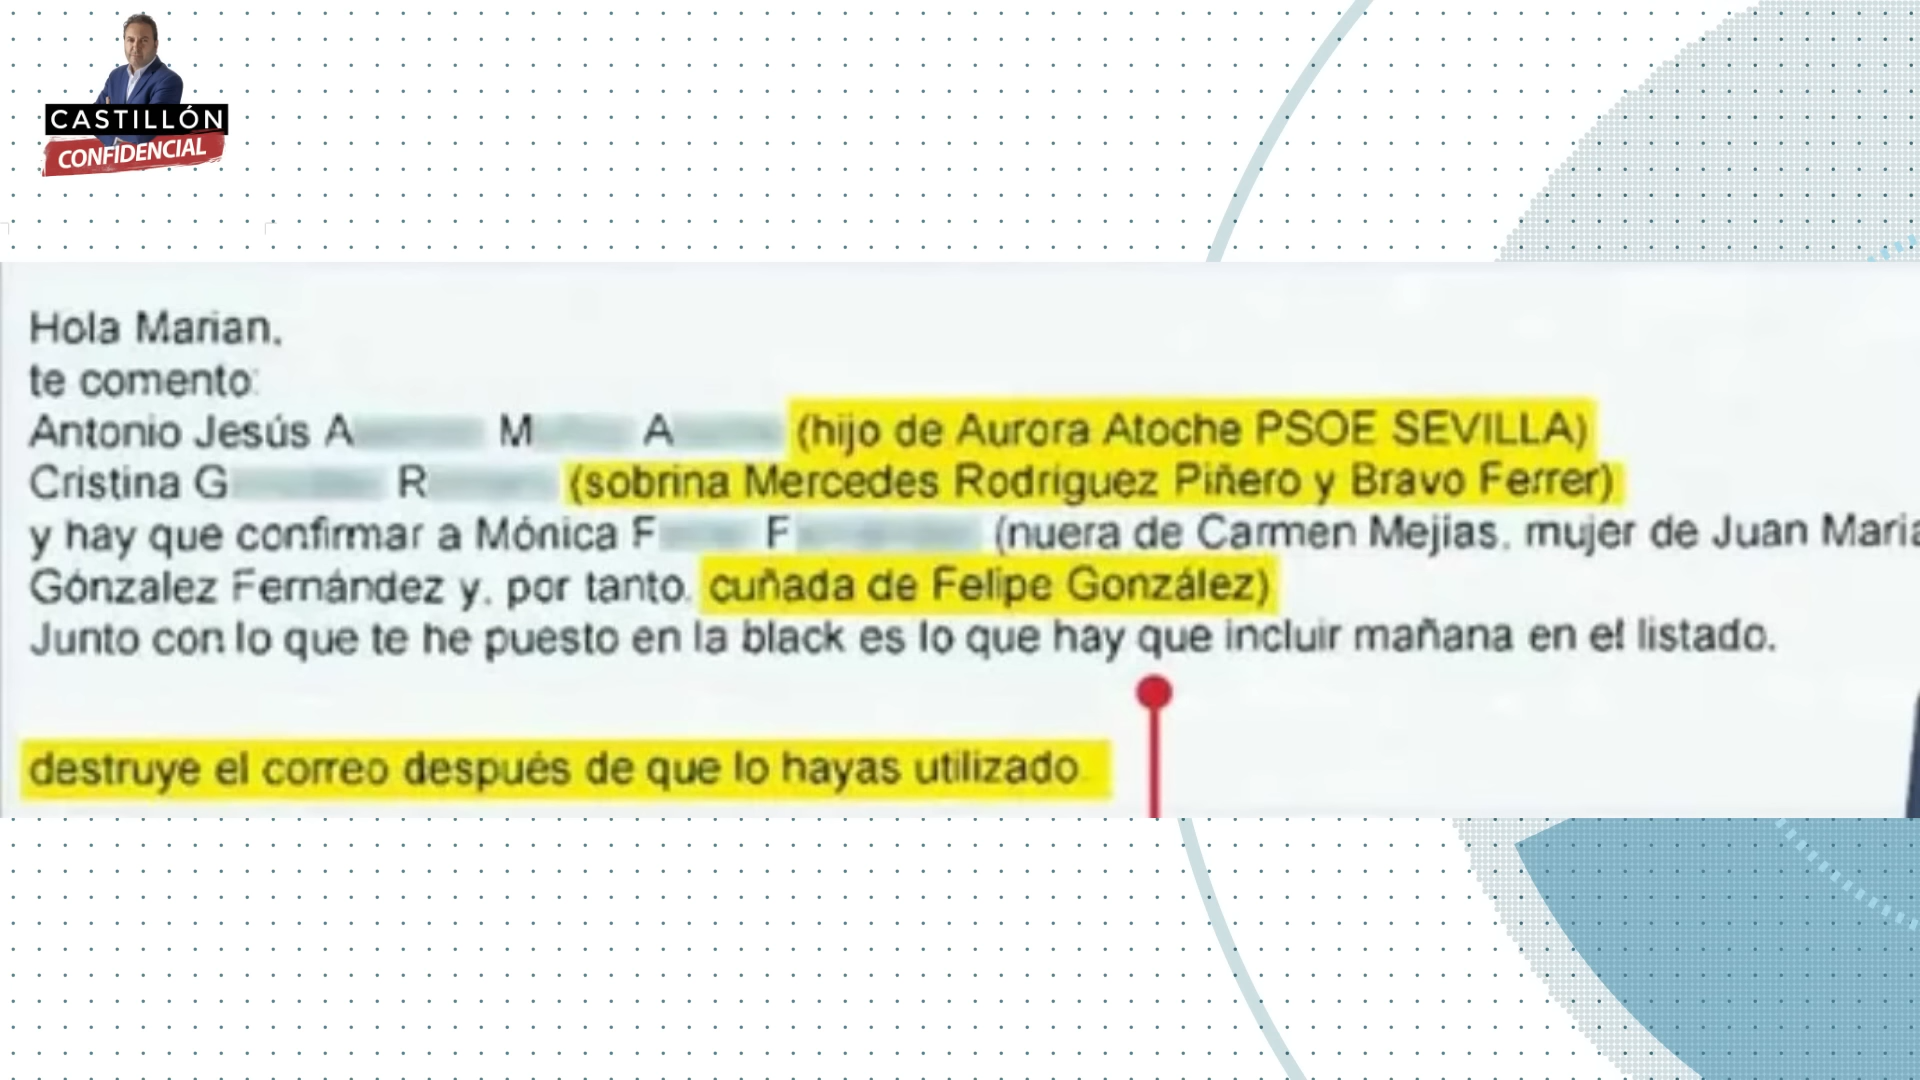 CASTILLÓN
CONFIDENCIAL
Hola Marian,
te comento:
Antonio Jesús A M A (hijo de Aurora Atoche PSOE SEVILLA)
Cristina G R (sobrina Mercedes Rodríguez Piñero y Bravo Ferrer)
y hay que confirmar a Mónica F F (nuera de Carmen Mejías, mujer de Juan Maria
Gónzalez Fernández y, por tanto, cuñada de Felipe González)
Junto con lo que te he puesto en la black es lo que hay que incluir mañana en el listado.
destruye el correo después de que lo hayas utilizado